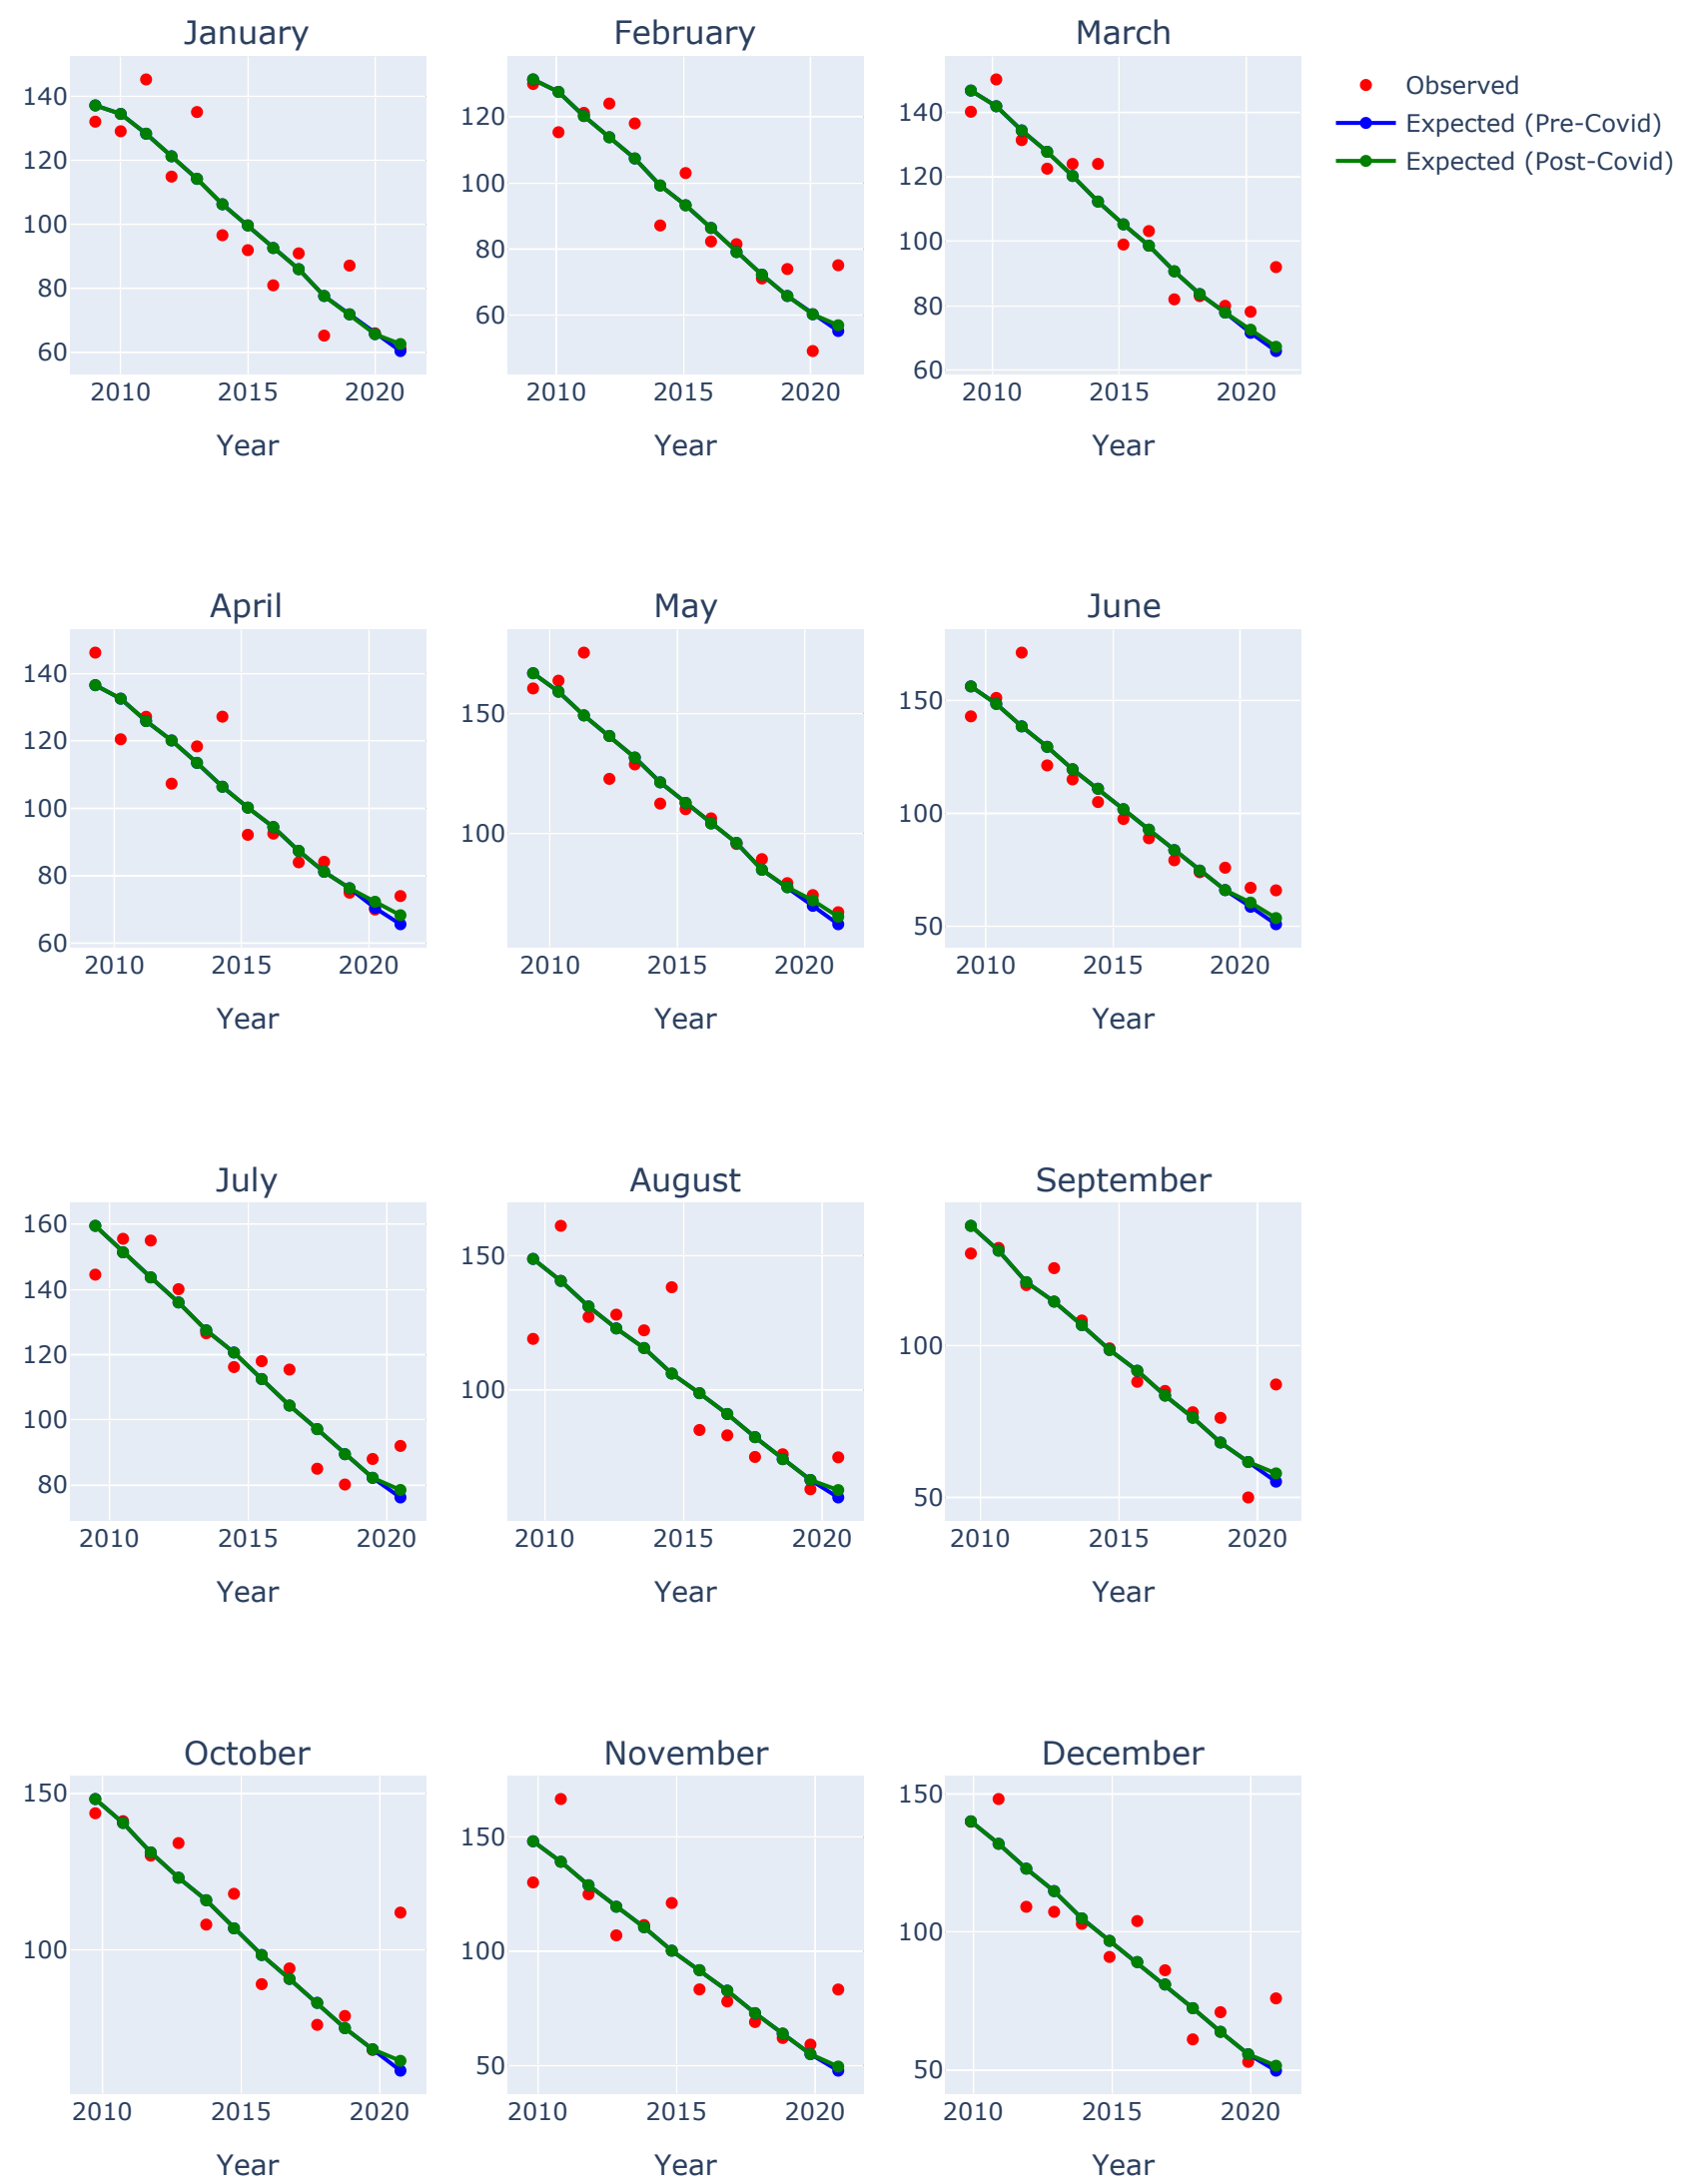 January
February
March
Observed
Expected (Pre-Covid)
Expected (Post-Covid)
140
120
100
80
60
2010
2015
2020
Year
120
100
80
60
2010
2015
2020
Year
140
120
100
80
60
2010
2015
2020
Year
April
May
June
140
120
100
80
60
2010
2015
2020
Year
150
100
2010
2015
2020
Year
150
100
50
2010
2015
2020
Year
July
August
September
160
140
120
100
80
2010
2015
2020
Year
150
100
2010
2015
2020
Year
100
50
2010
2015
2020
Year
October
November
December
150
100
2010
2015
2020
Year
150
100
50
2010
2015
2020
Year
150
100
50
2010
2015
2020
Year